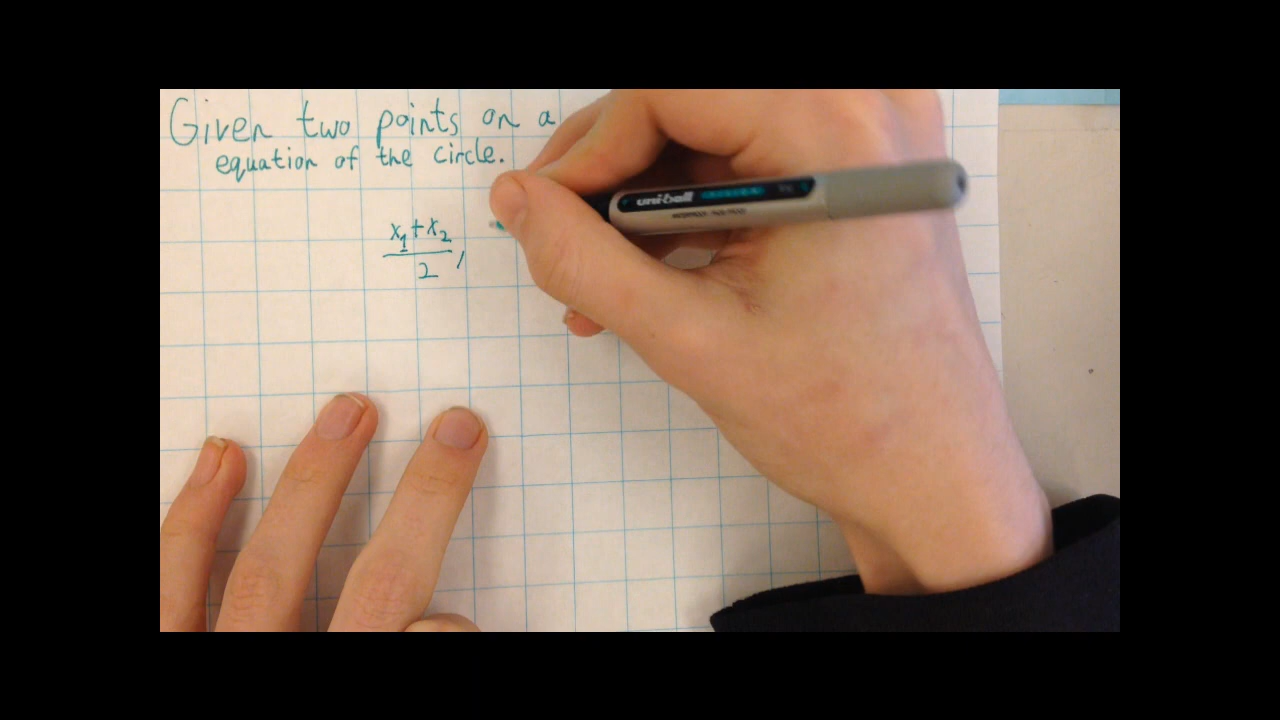 Given two points on a
equation of the circle.
x₁+x₂
2 ,
uni-ball